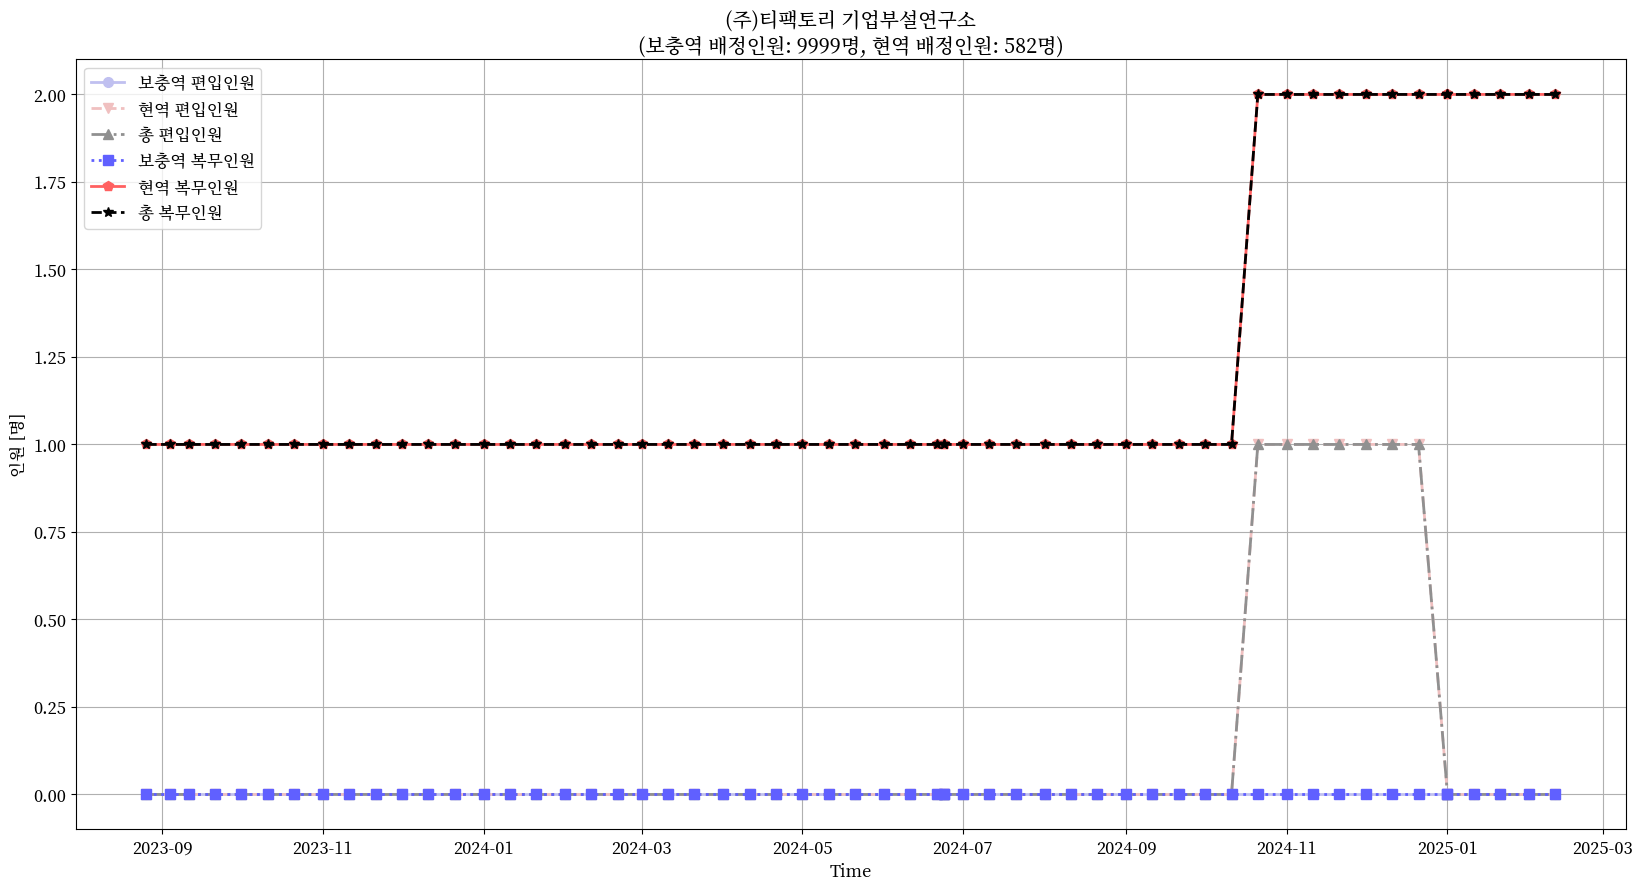 (주)티팩토리 기업부설연구소
(보충역 배정인원: 9999명, 현역 배정인원: 582명)
보충역 편입인원
현역 편입인원
총 편입인원
보충역 복무인원
현역 복무인원
총 복무인원
인원 [명]
2.00
1.75
1.50
1.25
1.00
0.75
0.50
0.25
0.00
2023-09
2023-11
2024-01
2024-03
2024-05
2024-07
2024-09
2024-11
2025-01
2025-03
Time